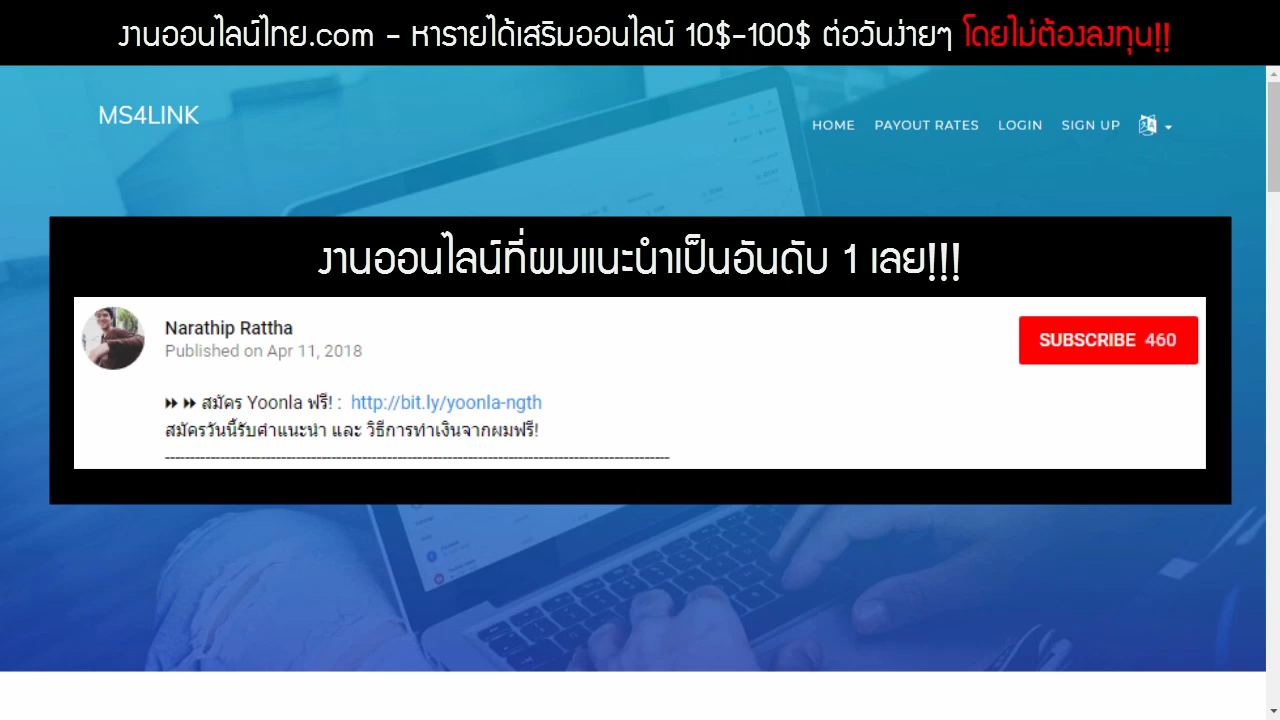 งานออนไลน์ไทย.com - หารายได้เสริมออนไลน์ 10$-100$ ต่อวันง่ายๆ โดยไม่ต้องลงทุน!!
MS4LINK
HOME PAYOUT RATES LOGIN SIGN UP
งานออนไลน์ที่ผมแนะนำเป็นอันดับ 1 เลย!!!
Narathip Rattha
Published on Apr 11, 2018
SUBSCRIBE 460
⏩ ⏩ สมัคร Yoonla ฟรี! : http://bit.ly/yoonla-ngth
สมัครวันนี้รับคำแนะนำ และ วิธีการทำเงินจากผมฟรี!